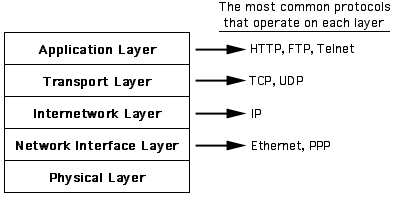 The most common protocols
that operate on each layer
Application Layer
HTTP, FTP, Telnet
Transport Layer
TCP, UDP
Internetwork Layer
IP
Network Interface Layer
Ethernet, PPP
Physical Layer